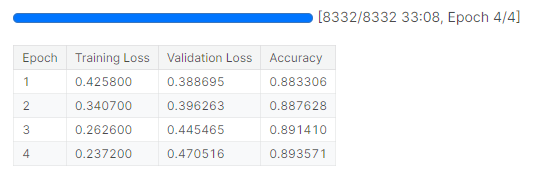 [8332/8332 33:08, Epoch 4/4]
Epoch Training Loss Validation Loss Accuracy
1 0.425800 0.388695 0.883306
2 0.340700 0.396263 0.887628
3 0.262600 0.445465 0.891410
4 0.237200 0.470516 0.893571